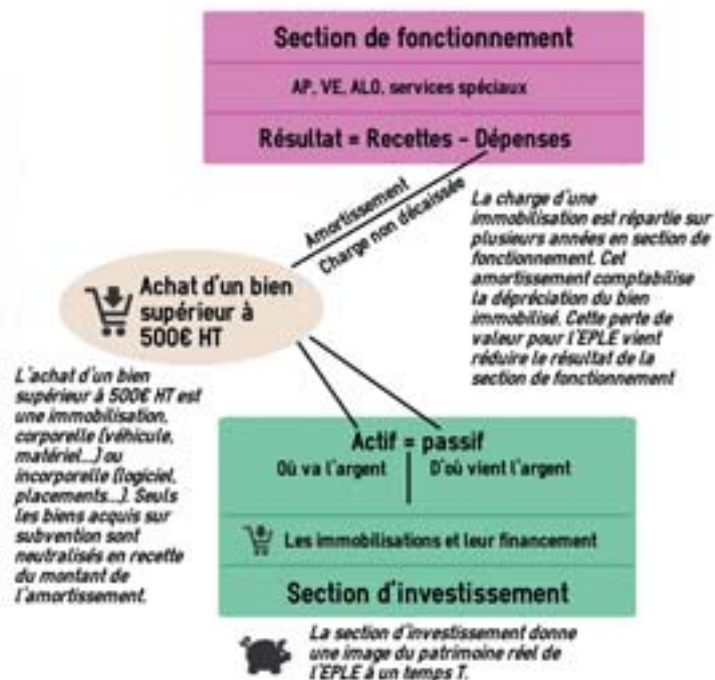 Section de fonctionnement
AP, VE, ALO, services spéciaux
Résultat = Recettes - Dépenses
Amortissement
Charge non décaissée
La charge d'une
immobilisation est répartie sur
plusieurs années en section de
fonctionnement. Cet
amortissement comptabilise
la dépréciation du bien
immobilisé. Cette perte de
valeur pour l'EPLE vient
réduire le résultat de la
section de fonctionnement
Achat d'un bien
supérieur à
500€ HT
L'achat d'un bien
supérieur à 500€ HT est
une immobilisation,
corporelle (véhicule,
matériel...) ou
incorporelle (logiciel,
placements...). Seuls
les biens acquis sur
subvention sont
neutralisés en recette
du montant de
l'amortissement.
Actif = passif
Où va l'argent
D'où vient l'argent
Les immobilisations et leur financement
Section d'investissement
La section d'investissement donne
une image du patrimoine réel de
l'EPLE à un temps T.